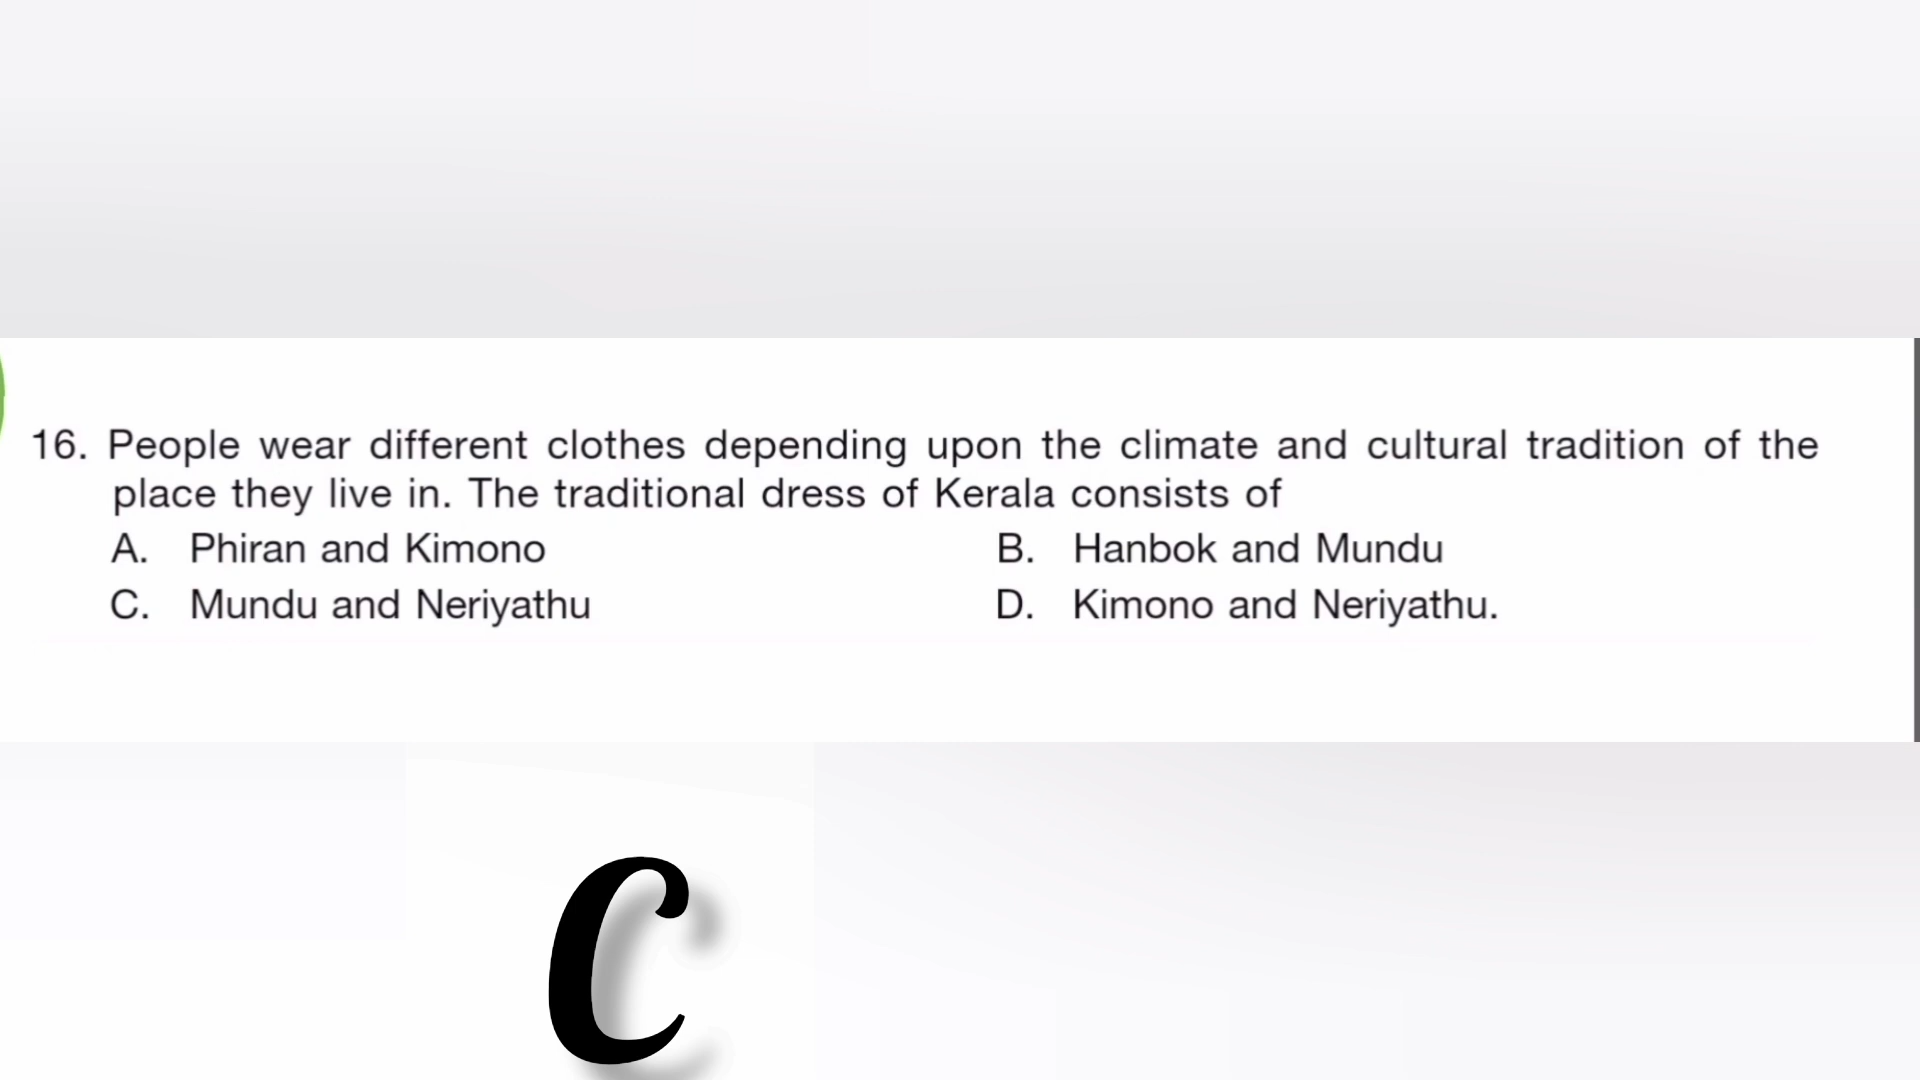 16. People wear different clothes depending upon the climate and cultural tradition of the
place they live in. The traditional dress of Kerala consists of
A. Phiran and Kimono B. Hanbok and Mundu
C. Mundu and Neriyathu D. Kimono and Neriyathu.
C